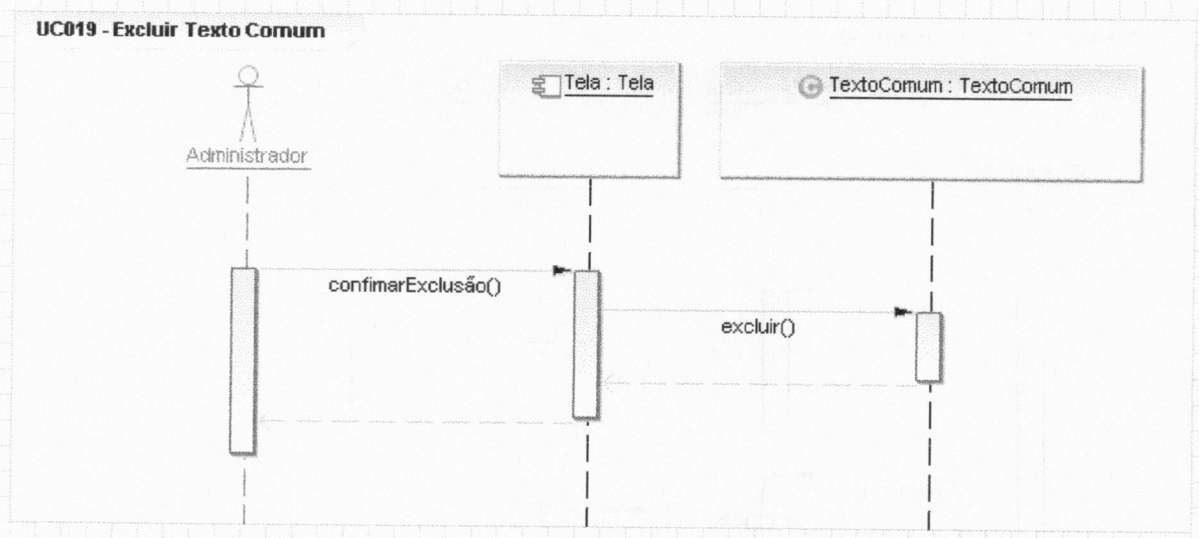 UC019 - Excluir Texto Comum
Administrador
Tela : Tela
TextoComum : TextoComum
confimarExclusão()
excluir()